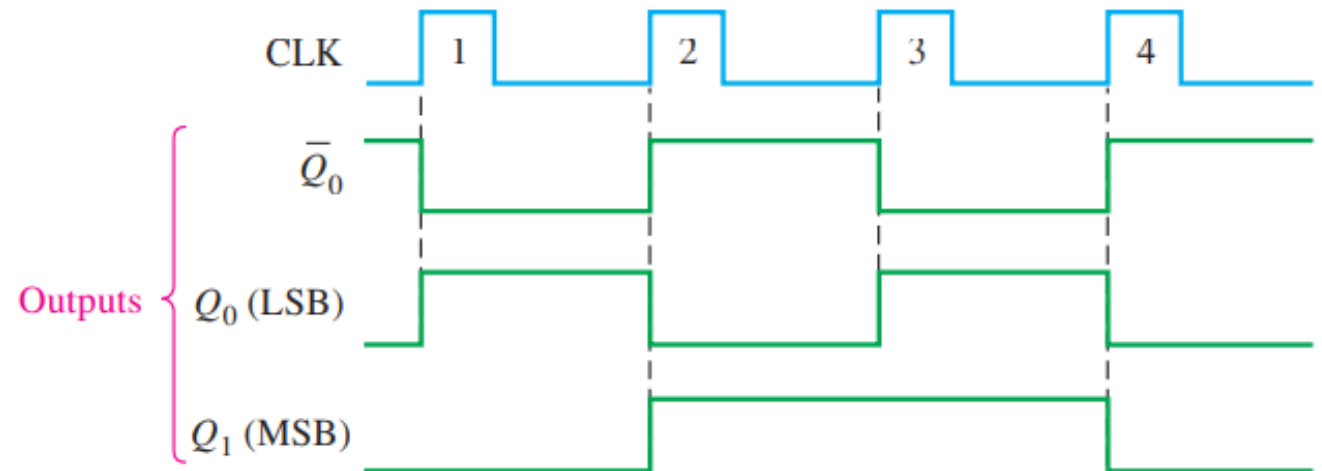 CLK 1 2 3 4
Q̅₀
Outputs Q₀ (LSB)
Q₁ (MSB)